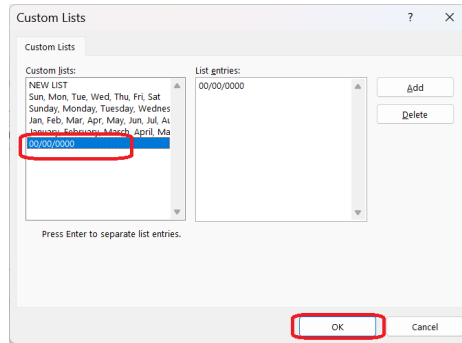 Custom Lists
Custom Lists
Custom lists:
List entries:
NEW LIST
Sun, Mon, Tue, Wed, Thu, Fri, Sat
Sunday, Monday, Tuesday, Wednes
Jan, Feb, Mar, Apr, May, Jun, Jul, Au
January, February, March, April, Ma
00/00/0000
00/00/0000
Add
Delete
Press Enter to separate list entries.
OK
Cancel